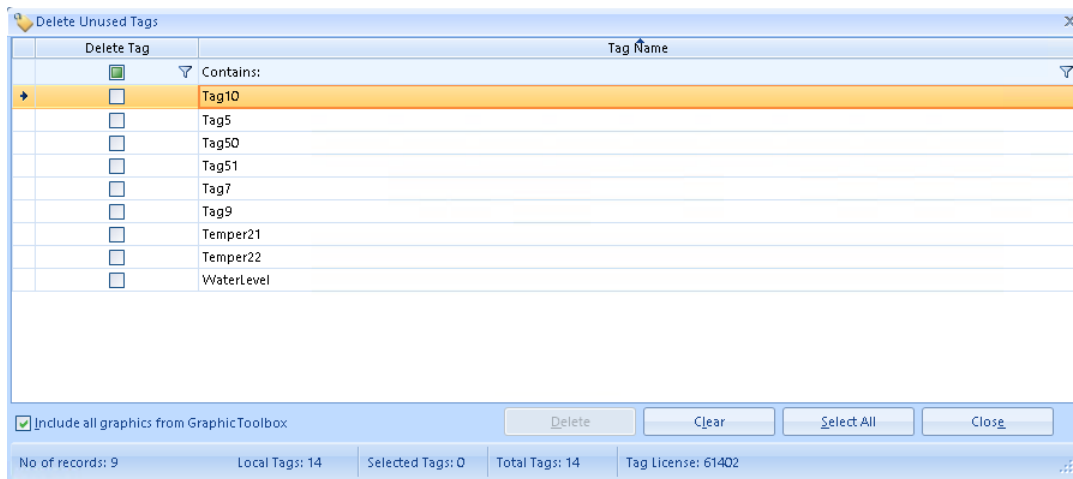 Delete Unused Tags
Delete Tag Tag Name
Contains:
Tag10
Tag5
Tag50
Tag51
Tag7
Tag9
Temper21
Temper22
WaterLevel
Include all graphics from GraphicToolbox Delete Clear Select All Close
No of records: 9 Local Tags: 14 Selected Tags: 0 Total Tags: 14 Tag License: 61402